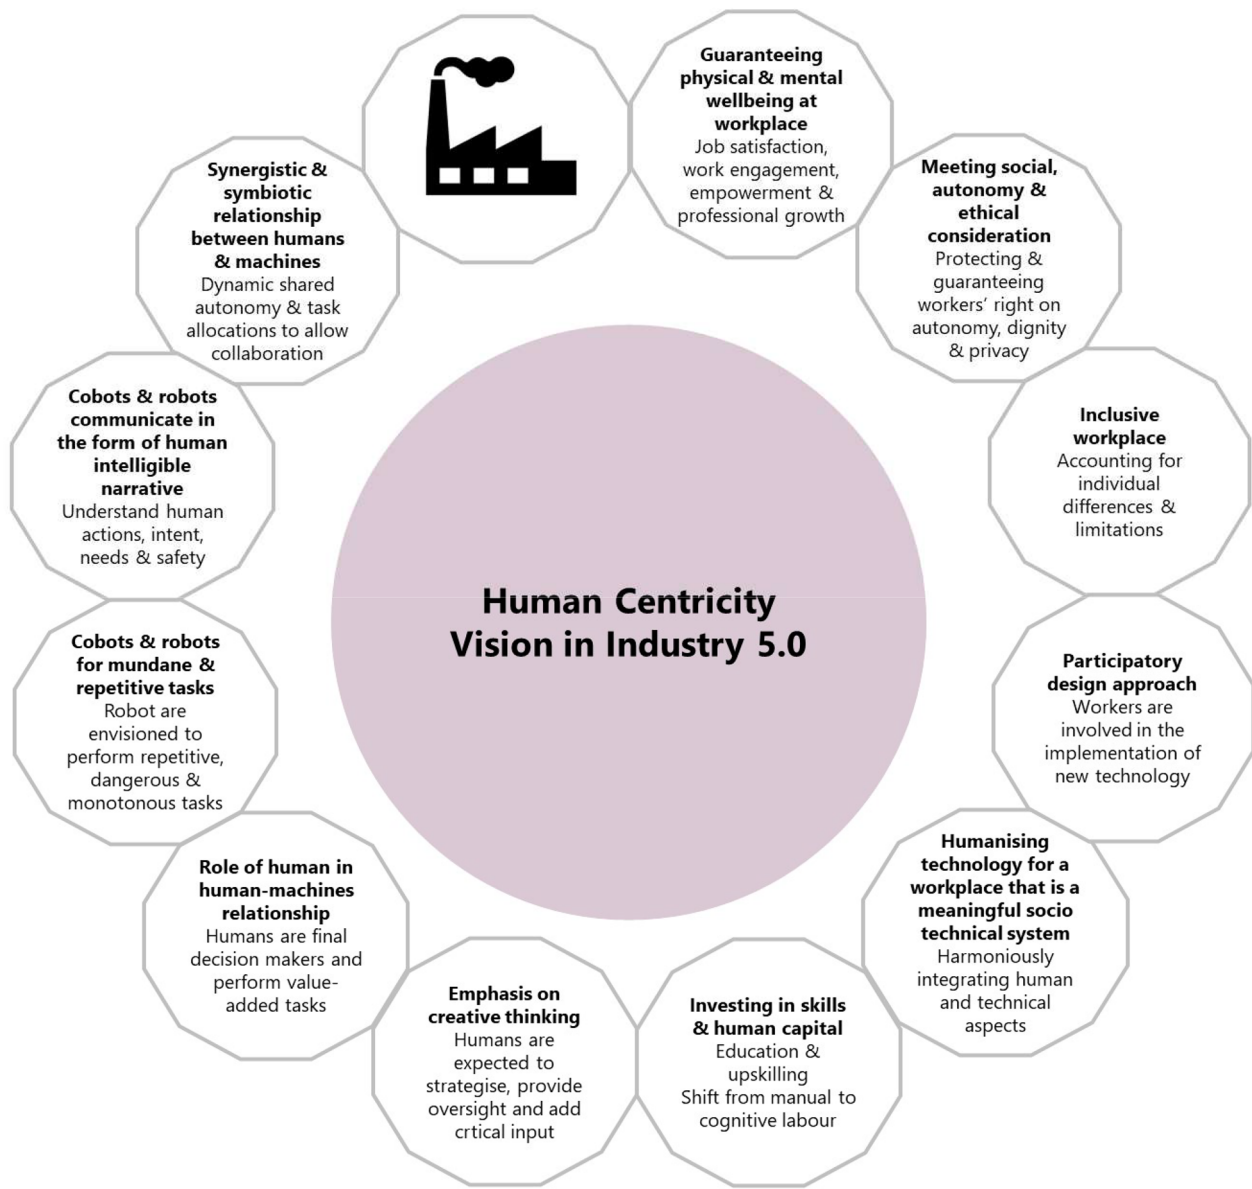 Guaranteeing
physical & mental
wellbeing at
workplace
Job satisfaction,
work engagement,
empowerment &
professional growth
Meeting social,
autonomy &
ethical
consideration
Protecting &
guaranteeing
workers’ right on
autonomy, dignity
& privacy
Inclusive
workplace
Accounting for
individual
differences &
limitations
Participatory
design approach
Workers are
involved in the
implementation of
new technology
Humanising
technology for a
workplace that is a
meaningful socio
technical system
Harmoniously
integrating human
and technical
aspects
Investing in skills
& human capital
Education &
upskilling
Shift from manual to
cognitive labour
Emphasis on
creative thinking
Humans are
expected to
strategise, provide
oversight and add
crtical input
Role of human in
human-machines
relationship
Humans are final
decision makers and
perform value-
added tasks
Cobots & robots
for mundane &
repetitive tasks
Robot are
envisioned to
perform repetitive,
dangerous &
monotonous tasks
Cobots & robots
communicate in
the form of human
intelligible
narrative
Understand human
actions, intent,
needs & safety
Synergistic &
symbiotic
relationship
between humans
& machines
Dynamic shared
autonomy & task
allocations to allow
collaboration
Human Centricity
Vision in Industry 5.0